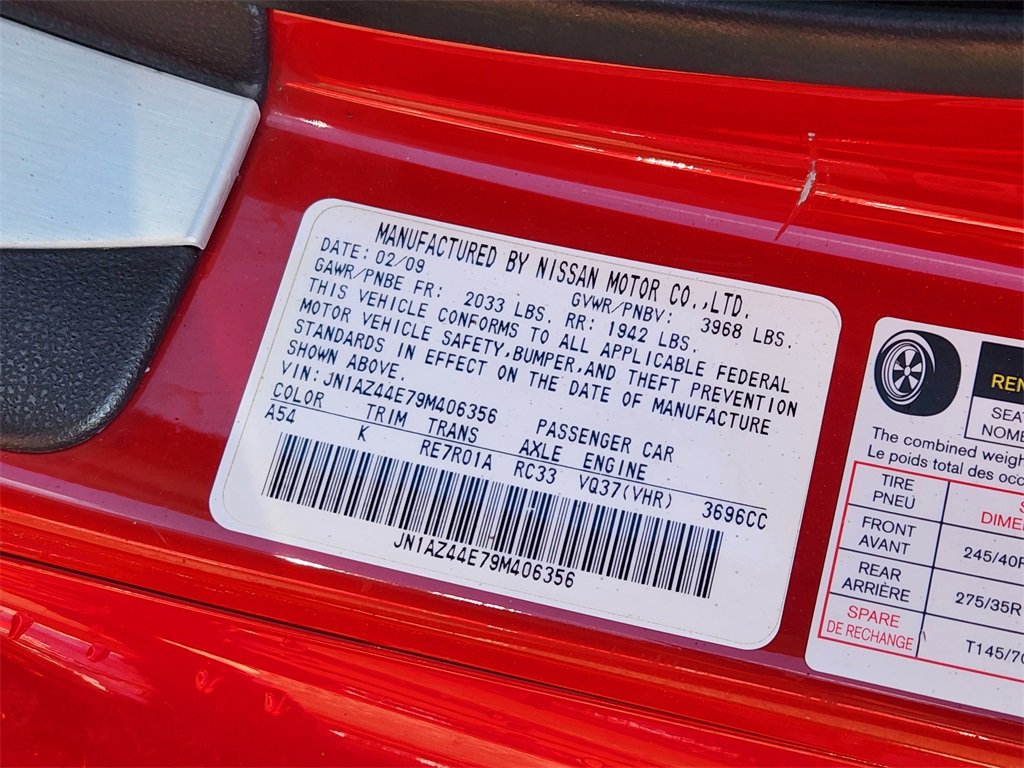 MANUFACTURED BY NISSAN MOTOR CO.,LTD.
DATE: 02/09 GVWR/PNBV: 3968 LBS.
GAWR/PNBE FR: 2033 LBS. RR: 1942 LBS.
THIS VEHICLE CONFORMS TO ALL APPLICABLE FEDERAL
MOTOR VEHICLE SAFETY,BUMPER,AND THEFT PREVENTION
STANDARDS IN EFFECT ON THE DATE OF MANUFACTURE
SHOWN ABOVE.
VIN: JN1AZ44E79M406356 PASSENGER CAR
COLOR TRIM TRANS AXLE ENGINE
A54 K RE7R01A RC33 VQ37(VHR) 3696CC
JN1AZ44E79M406356
The combined
Le poids total des
TIRE
PNEU
FRONT
AVANT
245/40
REAR
ARRIÈRE
275/35R
SPARE
DE RECHANGE